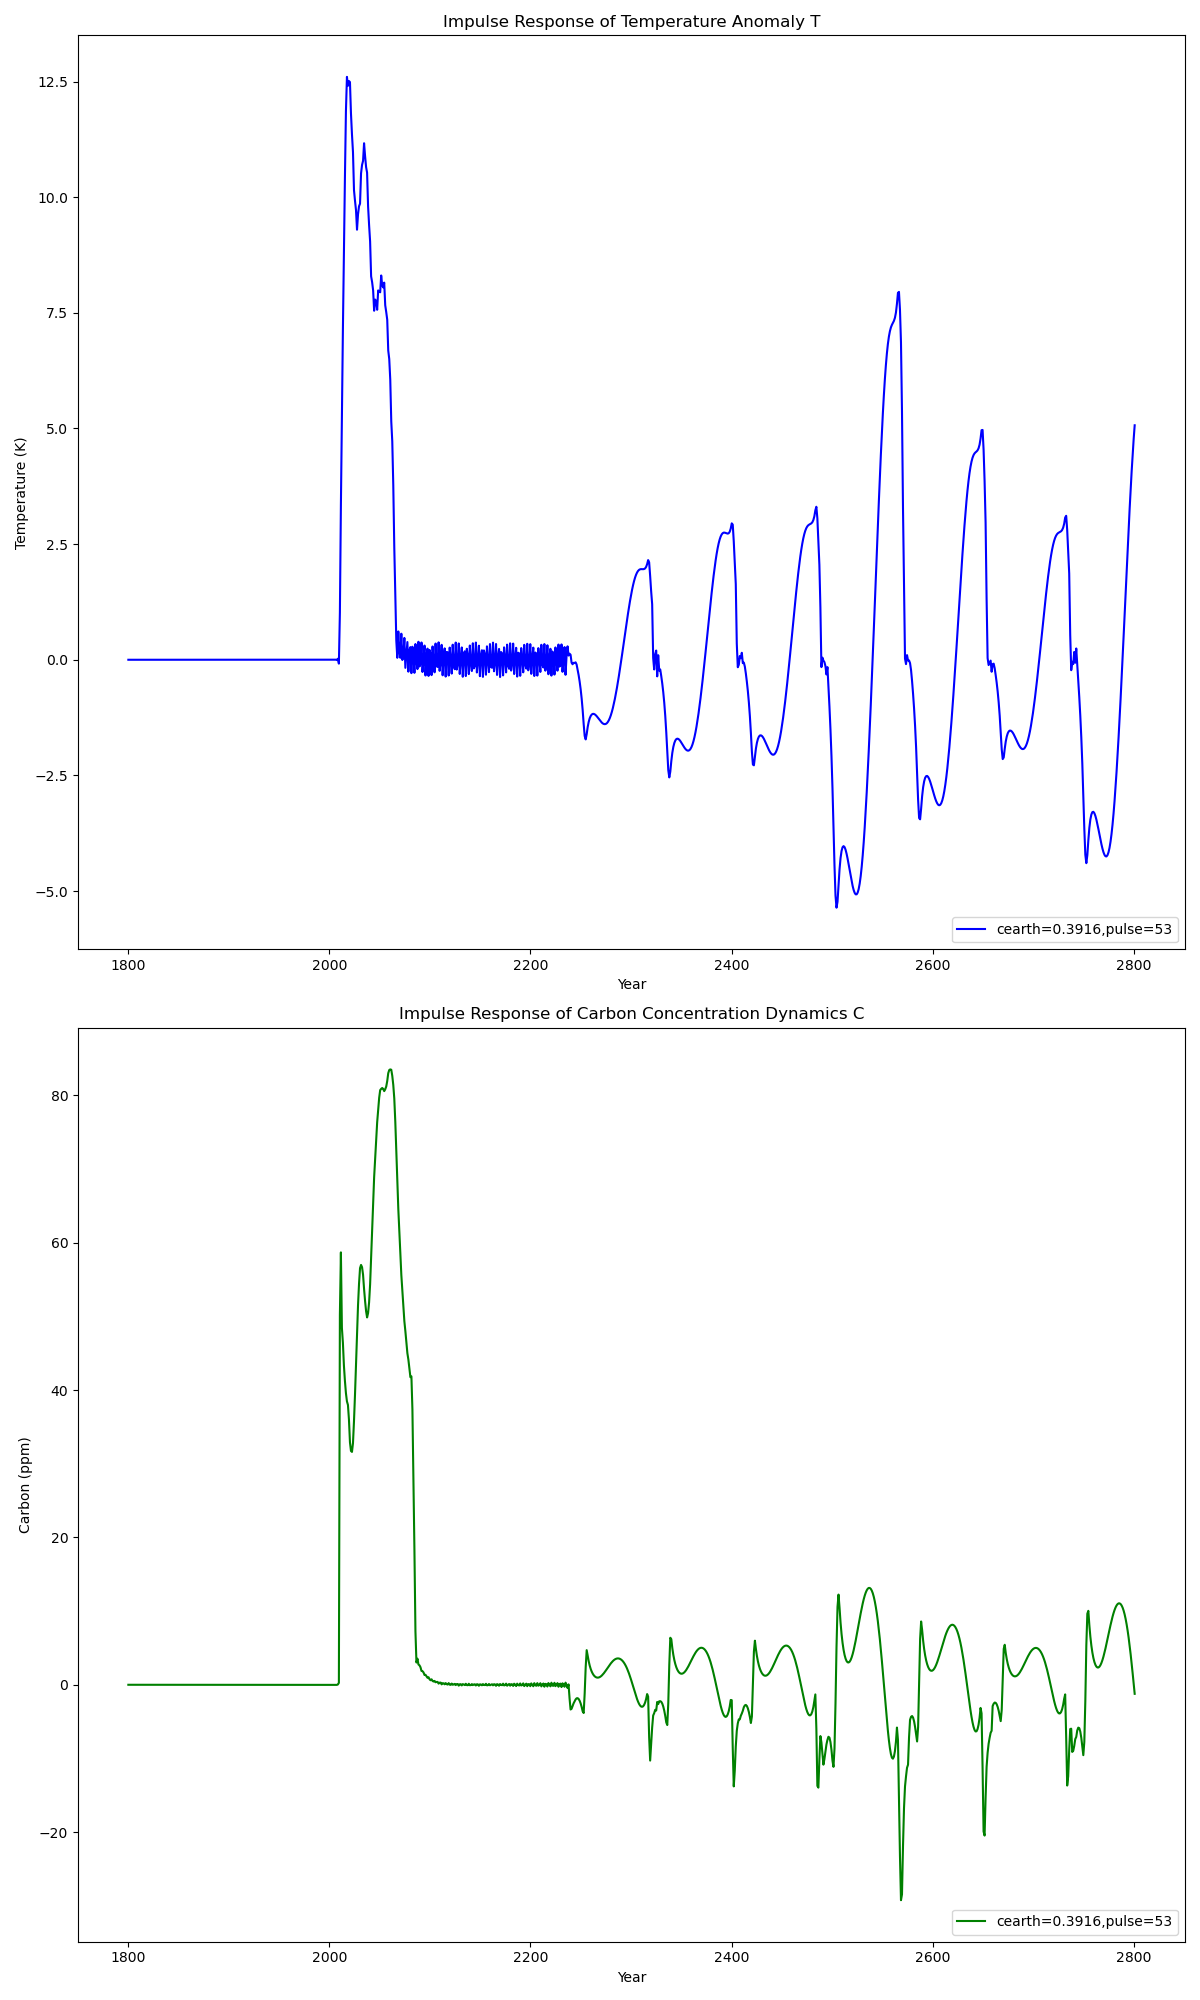 Impulse Response of Temperature Anomaly T
12.5
10.0
7.5
5.0
2.5
0.0
−2.5
−5.0
Temperature (K)
cearth=0.3916,pulse=53
1800 2000 2200 2400 2600 2800
Year
Impulse Response of Carbon Concentration Dynamics C
80
60
40
20
0
−20
Carbon (ppm)
cearth=0.3916,pulse=53
1800 2000 2200 2400 2600 2800
Year